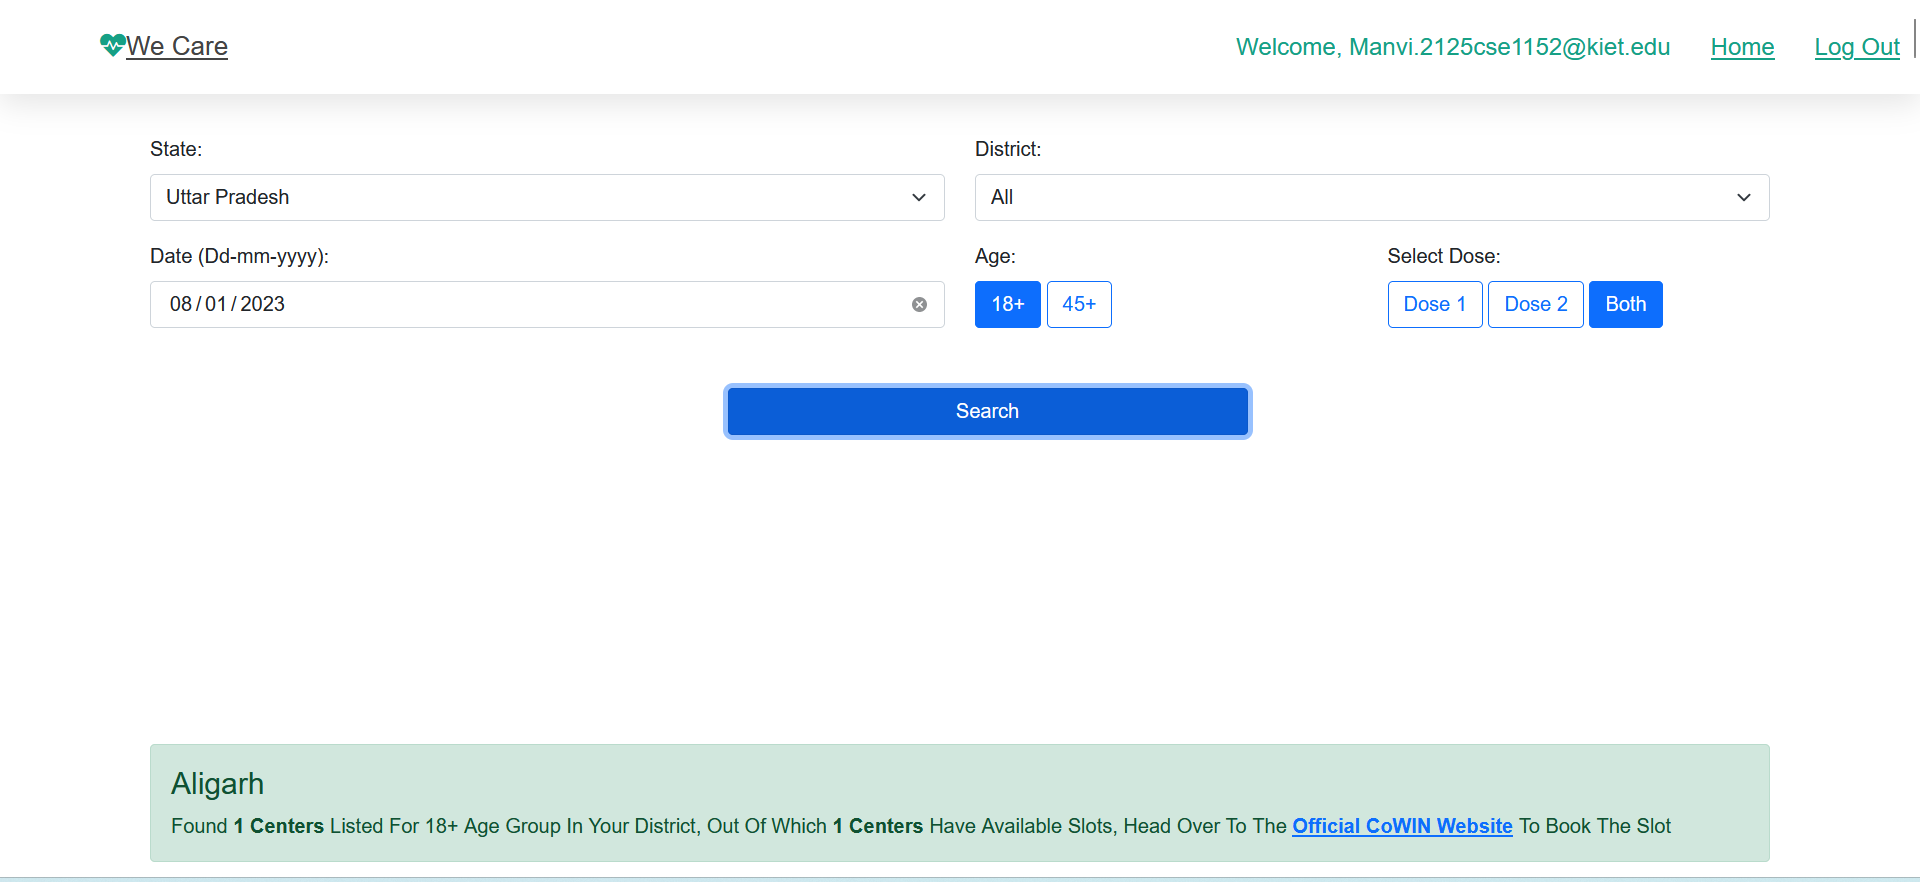 We Care
Welcome, Manvi.2125cse1152@kiet.edu Home Log Out
State: District:
Uttar Pradesh All
Date (Dd-mm-yyyy): Age: Select Dose:
08/01/2023 18+ 45+ Dose 1 Dose 2 Both
Search
Aligarh
Found 1 Centers Listed For 18+ Age Group In Your District, Out Of Which 1 Centers Have Available Slots, Head Over To The Official CoWIN Website To Book The Slot